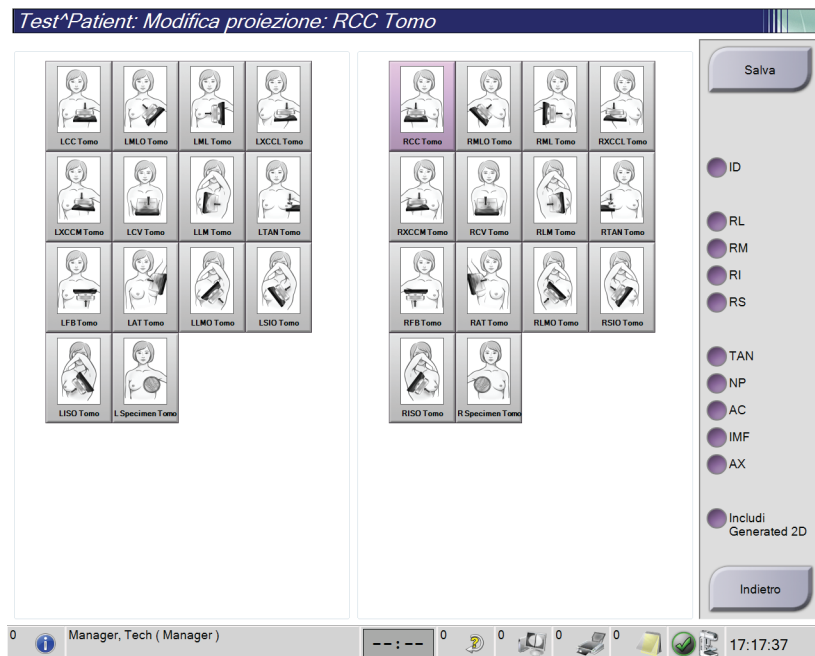 Test^Patient: Modifica proiezione: RCC Tomo
LCC Tomo
LMLO Tomo
LML Tomo
LXCCL Tomo
LXCCM Tomo
LCV Tomo
LLM Tomo
LTAN Tomo
LFB Tomo
LAT Tomo
LLMO Tomo
LSIO Tomo
LISO Tomo
L Specimen Tomo
RCC Tomo
RMLO Tomo
RML Tomo
RXCCL Tomo
RXCCM Tomo
RCV Tomo
RLM Tomo
RTAN Tomo
RFB Tomo
RAT Tomo
RLMO Tomo
RSIO Tomo
RISO Tomo
R Specimen Tomo
Salva
ID
RL
RM
RI
RS
TAN
NP
AC
IMF
AX
Includi
Generated 2D
Indietro
0
Manager, Tech ( Manager )
--:--
0
0
0
0
17:17:37